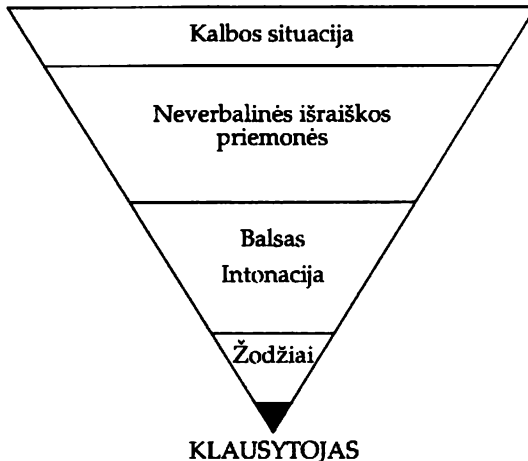 Kalbos situacija
Neverbalinės išraiškos
priemonės
Balsas
Intonacija
Žodžiai
KLAUSYTOJAS